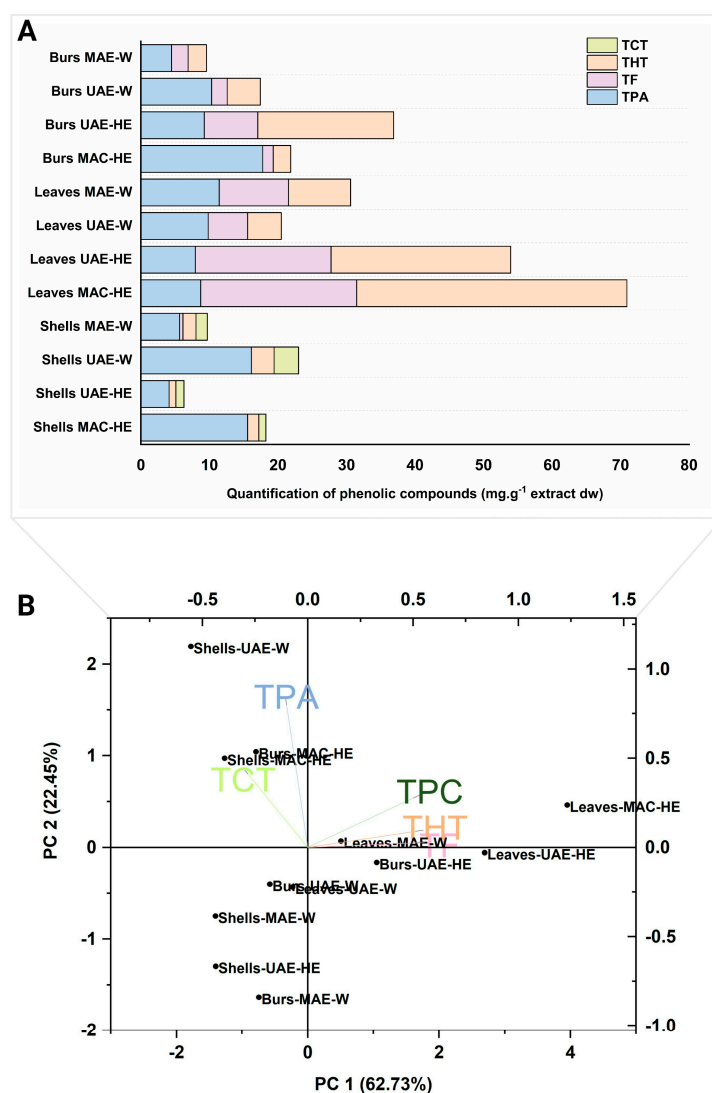 A
TCT
THT
TF
TPA
Burs MAE-W
Burs UAE-W
Burs UAE-HE
Burs MAC-HE
Leaves MAE-W
Leaves UAE-W
Leaves UAE-HE
Leaves MAC-HE
Shells MAE-W
Shells UAE-W
Shells UAE-HE
Shells MAC-HE
0 10 20 30 40 50 60 70 80
Quantification of phenolic compounds (mg.g⁻¹ extract dw)
B
-0.5 0.0 0.5 1.0 1.5
2
1
0
-1
-2
PC 2 (22.45%)
1.0
0.5
0.0
-0.5
-1.0
Shells-UAE-W
TPA
Burs-MAC-HE
Shells-MAC-HE
TCT
TPC
Leaves-MAC-HE
THT
Leaves-MAE-W
TF
Leaves-UAE-HE
Burs-UAE-HE
Burs-UAE-W
Leaves-UAE-W
Shells-MAE-W
Shells-UAE-HE
Burs-MAE-W
-2 0 2 4
PC 1 (62.73%)